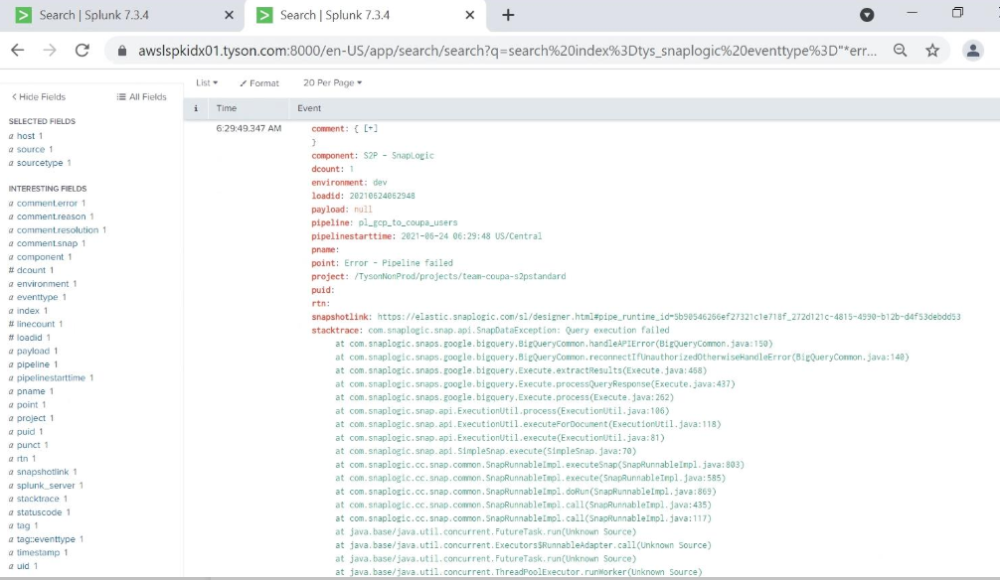 Search | Splunk 7.3.4
Search | Splunk 7.3.4
awslspkidx01.tyson.com:8000/en-US/app/search/search?q=search%20index%3Dtys_snaplogic%20eventtype%3D"*err...
List
Format
20 Per Page
< Hide Fields
All Fields
i Time Event
SELECTED FIELDS
a host 1
a source 1
a sourcetype 1
INTERESTING FIELDS
a comment.error 1
a comment.reason 1
a comment.resolution 1
a comment.snap 1
a component 1
# dcount 1
a environment 1
a eventtype 1
a index 1
# linecount 1
# loadid 1
a payload 1
a pipeline 1
a pipelinestarttime 1
a pname 1
a point 1
a project 1
a puid 1
a punct 1
a rtn 1
a snapshotlink 1
a splunk_server 1
a stacktrace 1
a statuscode 1
a tag 1
a tag::eventtype 1
a timestamp 1
a uid 1
6:29:49.347 AM
comment: { [+]
}
component: S2P - SnapLogic
dcount: 1
environment: dev
loadid: 20210624062948
payload: null
pipeline: pl_gcp_to_coupa_users
pipelinestarttime: 2021-06-24 06:29:48 US/Central
pname:
point: Error - Pipeline failed
project: /TysonNonProd/projects/team-coupa-s2pstandard
puid:
rtn:
snapshotlink: https://elastic.snaplogic.com/sl/designer.html#pipe_runtime_id=5b90546266ef27321c1e718f_272d121c-4815-4990-b12b-d4f53debdd53
stacktrace: com.snaplogic.snap.api.SnapDataException: Query execution failed
at com.snaplogic.snaps.google.bigquery.BigQueryCommon.handleAPIError(BigQueryCommon.java:150)
at com.snaplogic.snaps.google.bigquery.BigQueryCommon.reconnectIfUnauthorizedOtherwiseHandleError(BigQueryCommon.java:140)
at com.snaplogic.snaps.google.bigquery.Execute.extractResults(Execute.java:468)
at com.snaplogic.snaps.google.bigquery.Execute.processQueryResponse(Execute.java:437)
at com.snaplogic.snaps.google.bigquery.Execute.process(Execute.java:262)
at com.snaplogic.snap.api.ExecutionUtil.process(ExecutionUtil.java:106)
at com.snaplogic.snap.api.ExecutionUtil.executeForDocument(ExecutionUtil.java:118)
at com.snaplogic.snap.api.ExecutionUtil.execute(ExecutionUtil.java:81)
at com.snaplogic.snap.api.SimpleSnap.execute(SimpleSnap.java:70)
at com.snaplogic.cc.snap.common.SnapRunnableImpl.executeSnap(SnapRunnableImpl.java:803)
at com.snaplogic.cc.snap.common.SnapRunnableImpl.execute(SnapRunnableImpl.java:585)
at com.snaplogic.cc.snap.common.SnapRunnableImpl.doRun(SnapRunnableImpl.java:869)
at com.snaplogic.cc.snap.common.SnapRunnableImpl.call(SnapRunnableImpl.java:435)
at com.snaplogic.cc.snap.common.SnapRunnableImpl.call(SnapRunnableImpl.java:117)
at java.base/java.util.concurrent.FutureTask.run(Unknown Source)
at java.base/java.util.concurrent.Executors$RunnableAdapter.call(Unknown Source)
at java.base/java.util.concurrent.FutureTask.run(Unknown Source)
at java.base/java.util.concurrent.ThreadPoolExecutor.runWorker(Unknown Source)